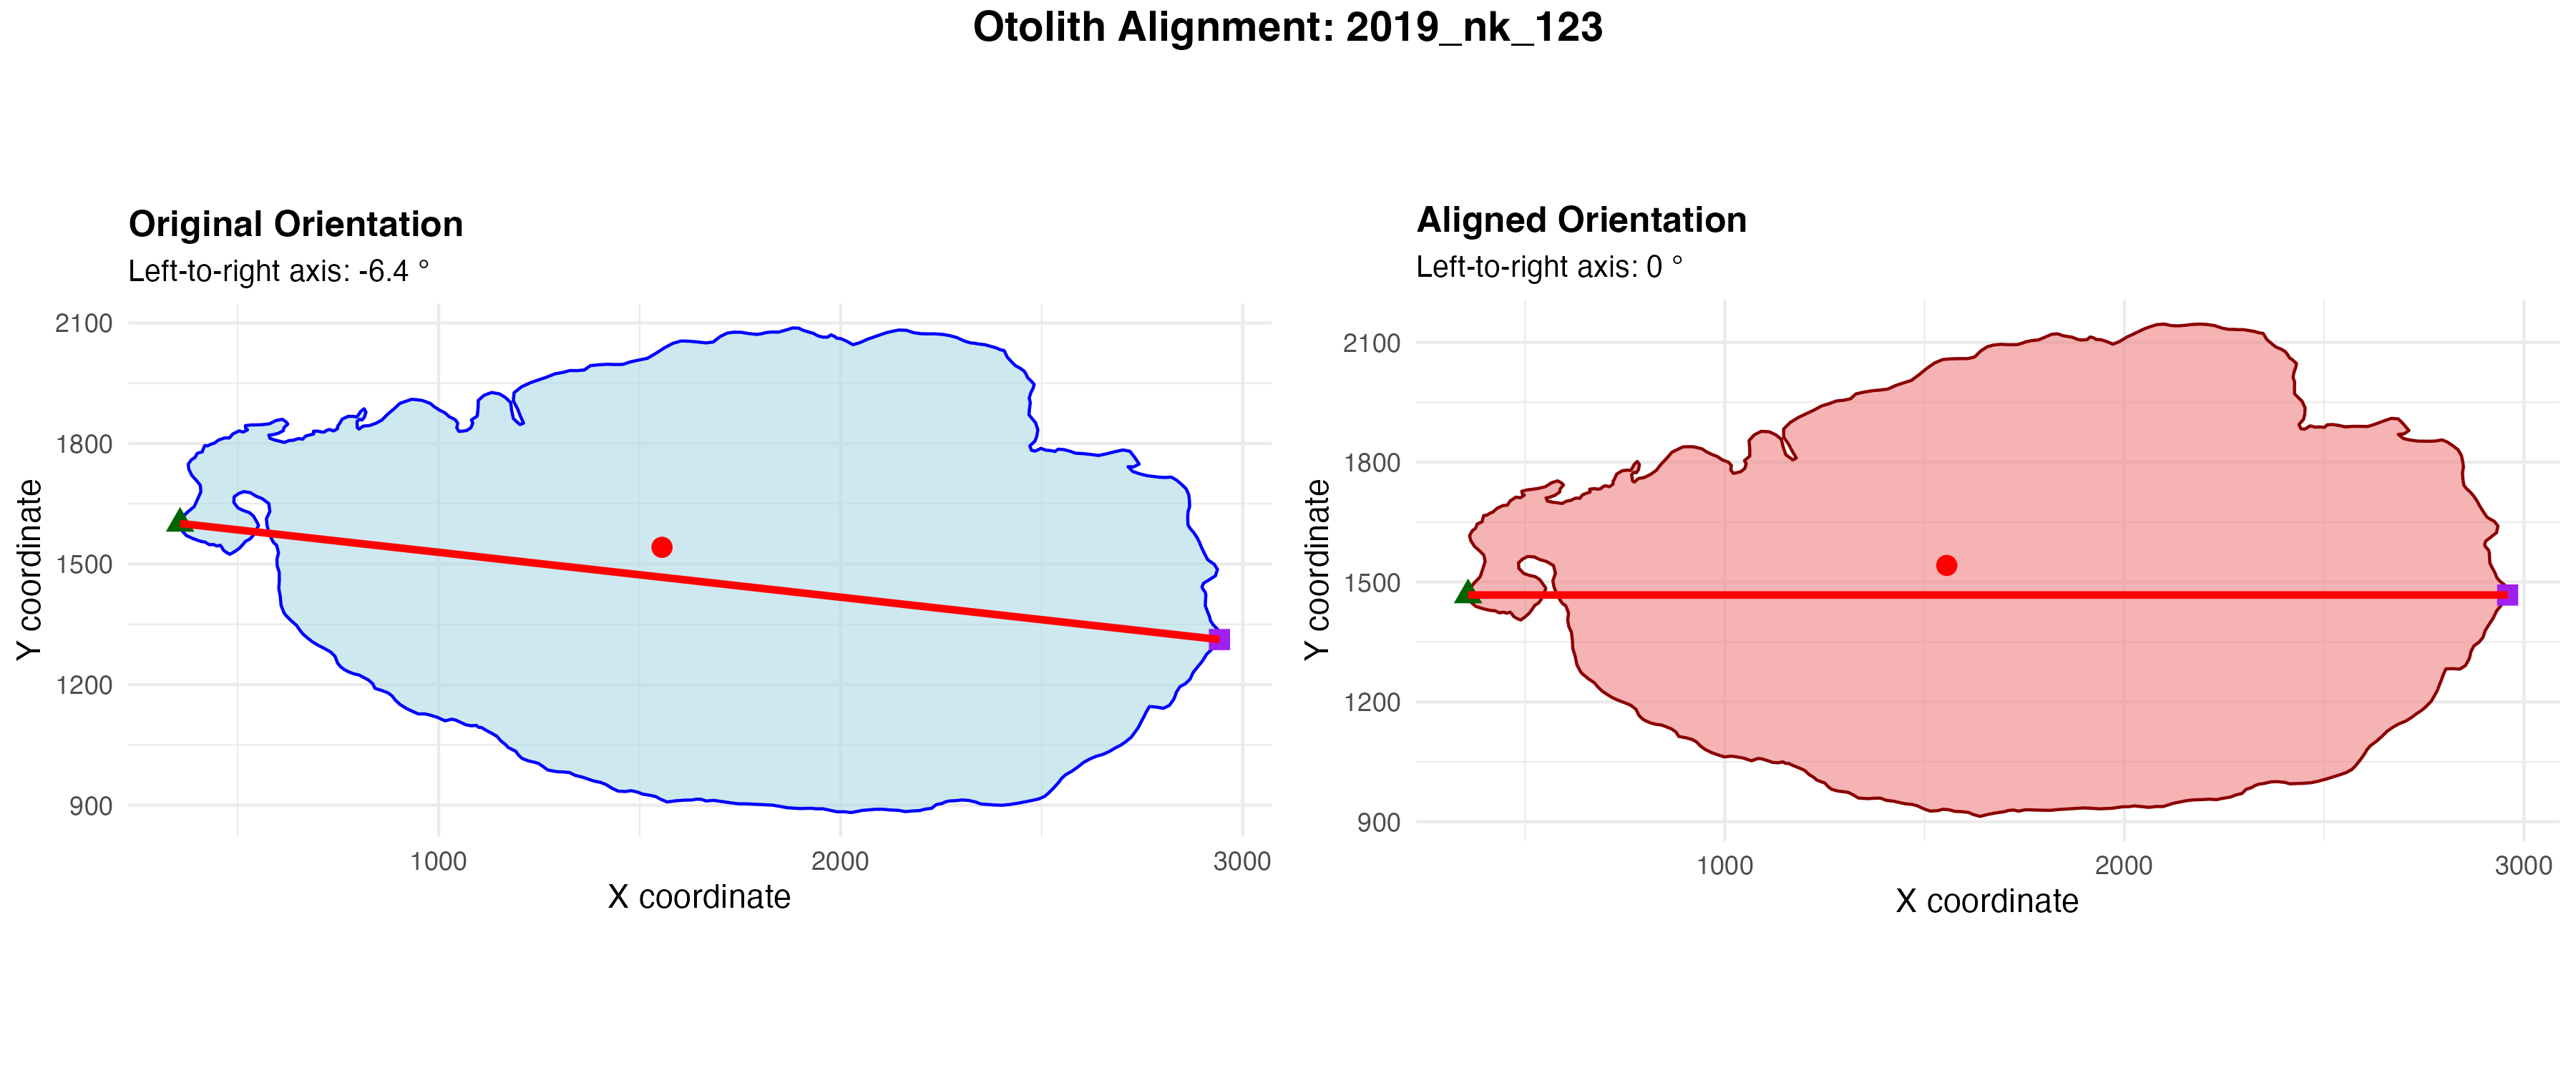 Otolith Alignment: 2019_nk_123
Original Orientation
Left-to-right axis: -6.4 °
2100
1800
1500
1200
900
Y coordinate
1000
2000
3000
X coordinate
Aligned Orientation
Left-to-right axis: 0 °
2100
1800
1500
1200
900
Y coordinate
1000
2000
3000
X coordinate